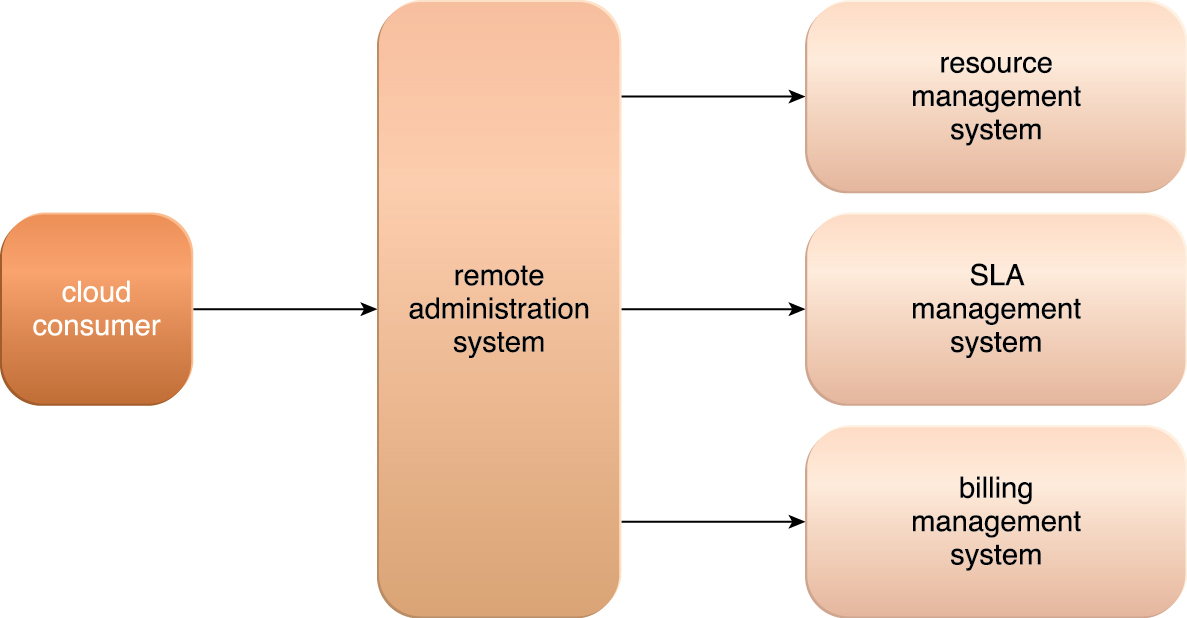 cloud
consumer
remote
administration
system
resource
management
system
SLA
management
system
billing
management
system